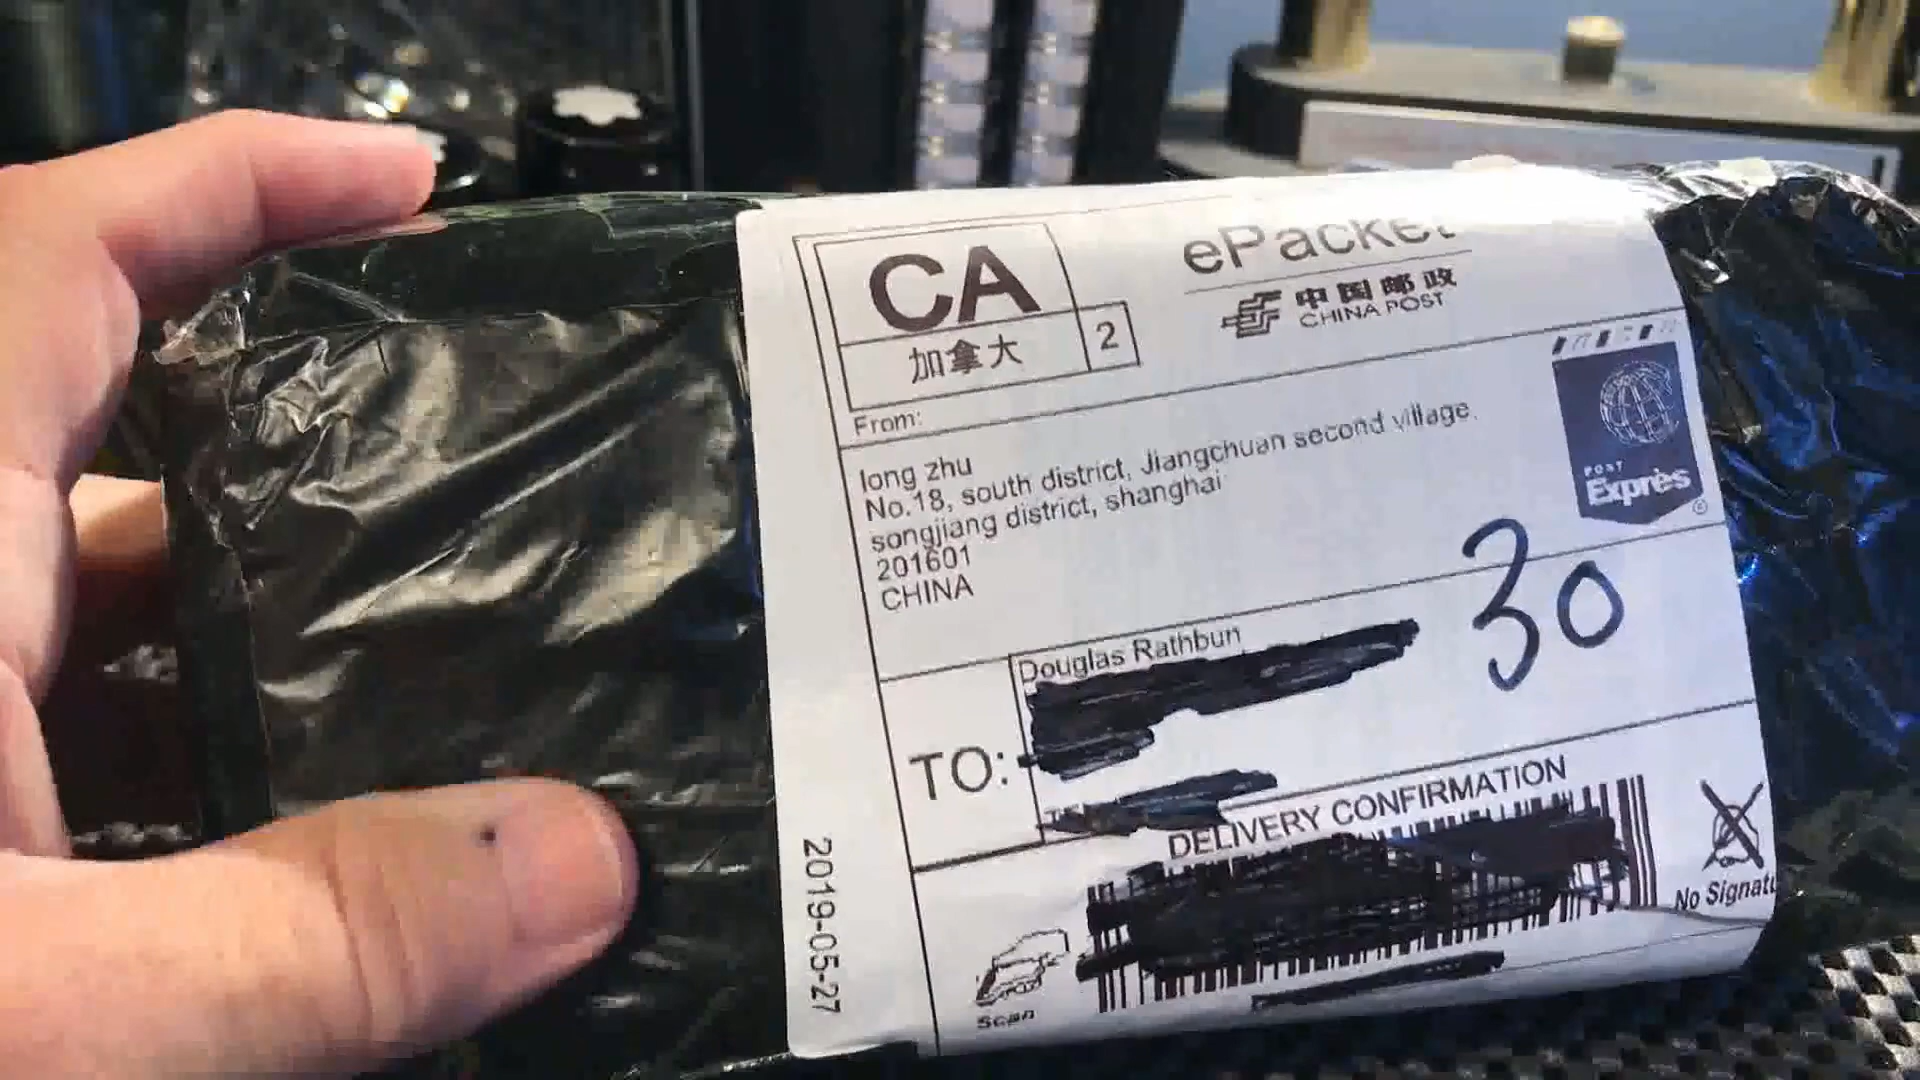 CA
加拿大
2
ePacket
中国邮政
CHINA POST
From:
long zhu
No.18, south district, Jiangchuan second village,
songjiang district, shanghai
201601
CHINA
POST
Exprès
30
TO:
Douglas Rathbun
DELIVERY CONFIRMATION
No Signatu
Scan
2019-05-27